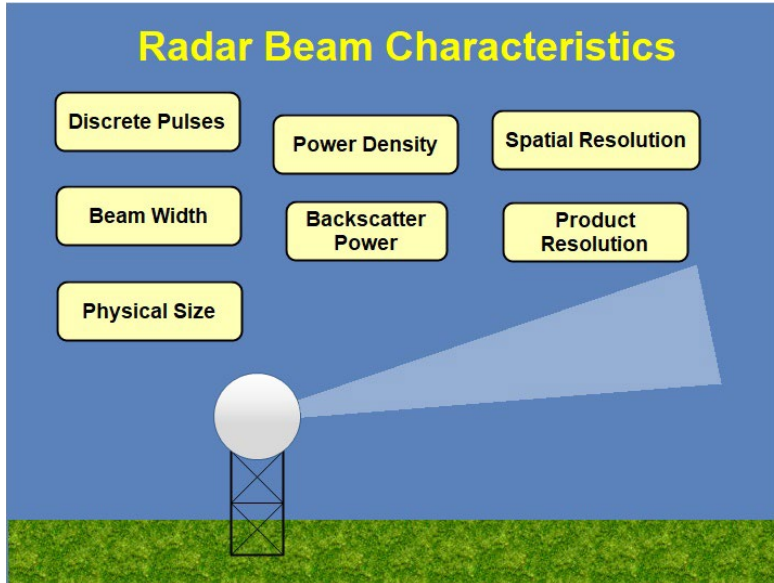 Radar Beam Characteristics
Discrete Pulses
Beam Width
Physical Size
Power Density
Backscatter
Power
Spatial Resolution
Product
Resolution